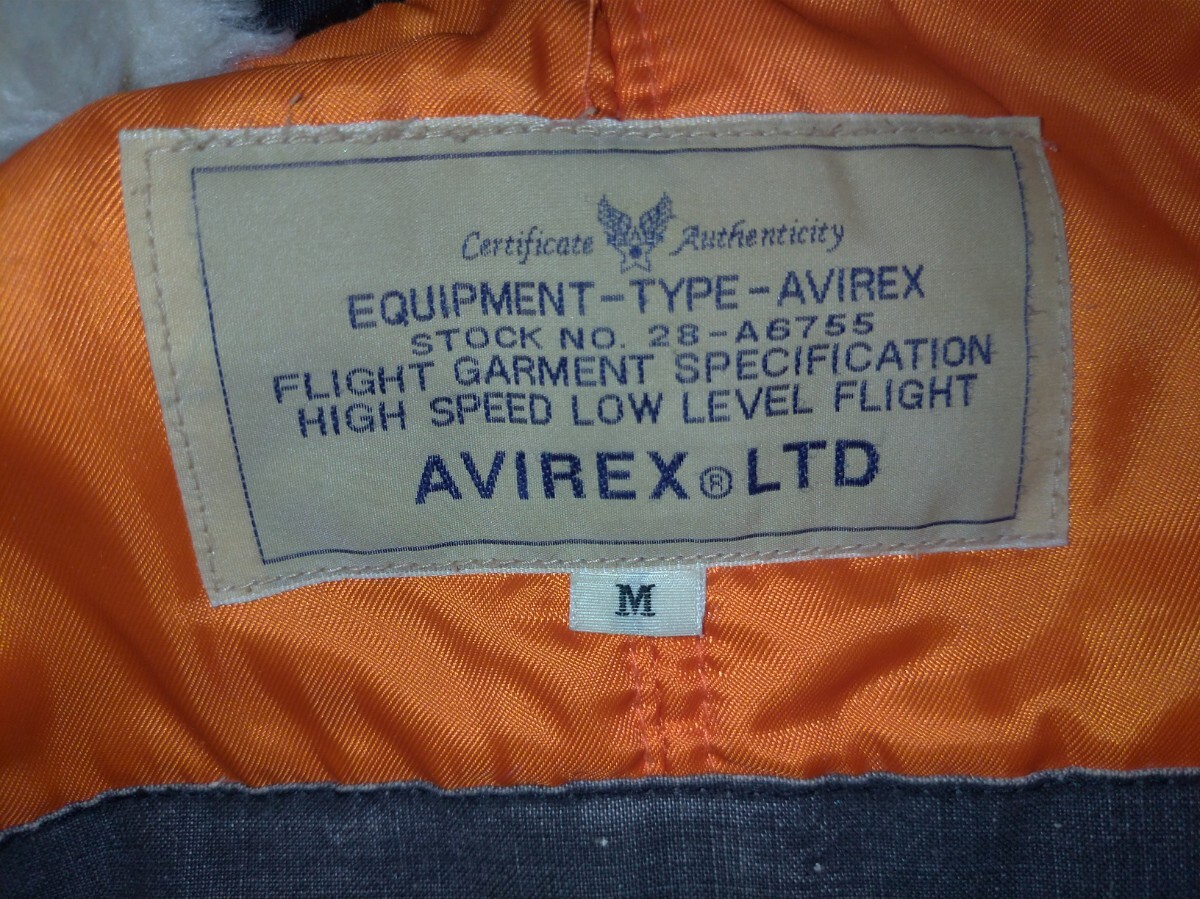 Certificate Authenticity
EQUIPMENT-TYPE-AVIREX
STOCK NO. 28-A6755
FLIGHT GARMENT SPECIFICATION
HIGH SPEED LOW LEVEL FLIGHT
AVIREX® LTD
M